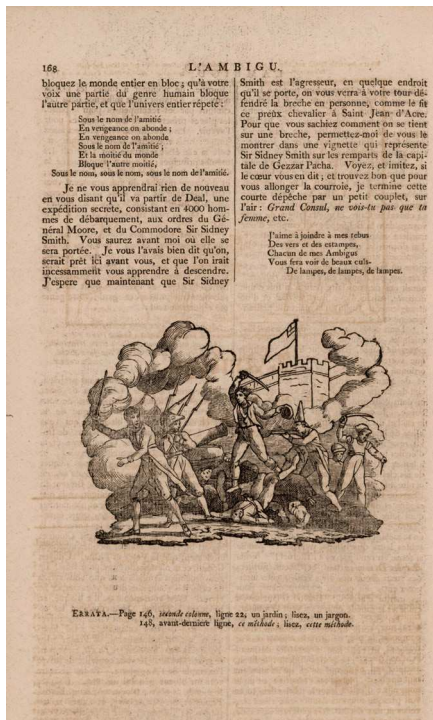 168
L'AMBIGU.
bloquez le monde entier en bloc; qu'à votre
voix une partie du genre humain bloque
l'autre partie, et que l'univers entier répete:
Sous le nom de l'amitié
En vengeance on abonde;
En vengeance on abonde
Sous le nom de l'amitié;
Et la moitié du monde
Bloque l'autre moitié,
Sous le nom, sous le nom, sous le nom de l'amitié.
Je ne vous apprendrai rien de nouveau
en vous disant qu'il va partir de Deal, une
expédition secrete, consistant en 4000 hom-
mes de débarquement, aux ordres du Gé-
néral Moore, et du Commodore Sir Sidney
Smith. Vous saurez avant moi où elle se
sera portée. Je vous l'avais bien dit qu'on
serait prêt ici avant vous, et que l'on irait
incessamment vous apprendre à descendre.
J'espere que maintenant que Sir Sidney
Smith est l'agresseur, en quelque endroit
qu'il se porte, on vous verra à votre tour dé-
fendre la breche en personne, comme le fit
ce preux chevalier à Saint Jean d'Acre.
Pour que vous sachiez comment on se tient
sur une breche, permettez-moi de vous le
montrer dans une vignette qui représente
Sir Sidney Smith sur les remparts de la capi-
tale de Gezzar Pacha. Voyez, et imitez, si
le cœur vous en dit; et trouvez bon que pour
vous allonger la courroie, je termine cette
courte dépêche par un petit couplet, sur
l'air: Grand Consul, ne vois-tu pas que ta
femme, etc.
J'aime à joindre à mes rebus
Des vers et des estampes,
Chacun de mes Ambigus
Vous fera voir de beaux culs-
De lampes, de lampes, de lampes.
ERRATA.—Page 146, seconde colonne, ligne 22, un jardin; lisez, un jargon.
148, avant-derniere ligne, ce méthode; lisez, cette méthode.